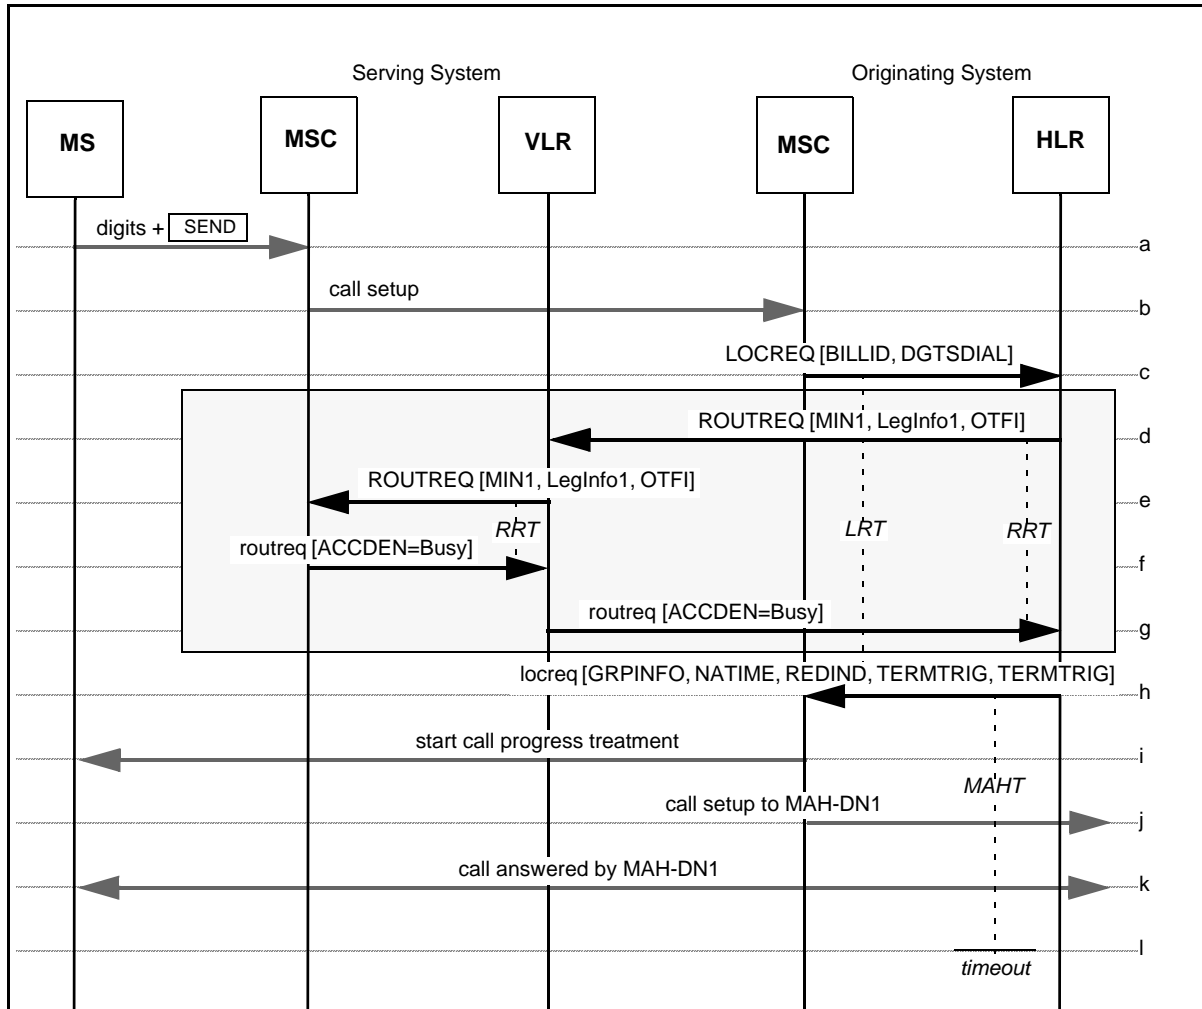 Serving System
Originating System
MS
MSC
VLR
MSC
HLR
digits + SEND
a
call setup
b
LOCREQ [BILLID, DGTSDIAL]
c
ROUTREQ [MIN1, LegInfo1, OTFI]
d
ROUTREQ [MIN1, LegInfo1, OTFI]
e
RRT
LRT
RRT
routreq [ACCDEN=Busy]
f
routreq [ACCDEN=Busy]
g
locreq [GRPINFO, NATIME, REDIND, TERMTRIG, TERMTRIG]
h
start call progress treatment
i
MAHT
call setup to MAH-DN1
j
call answered by MAH-DN1
k
l
timeout